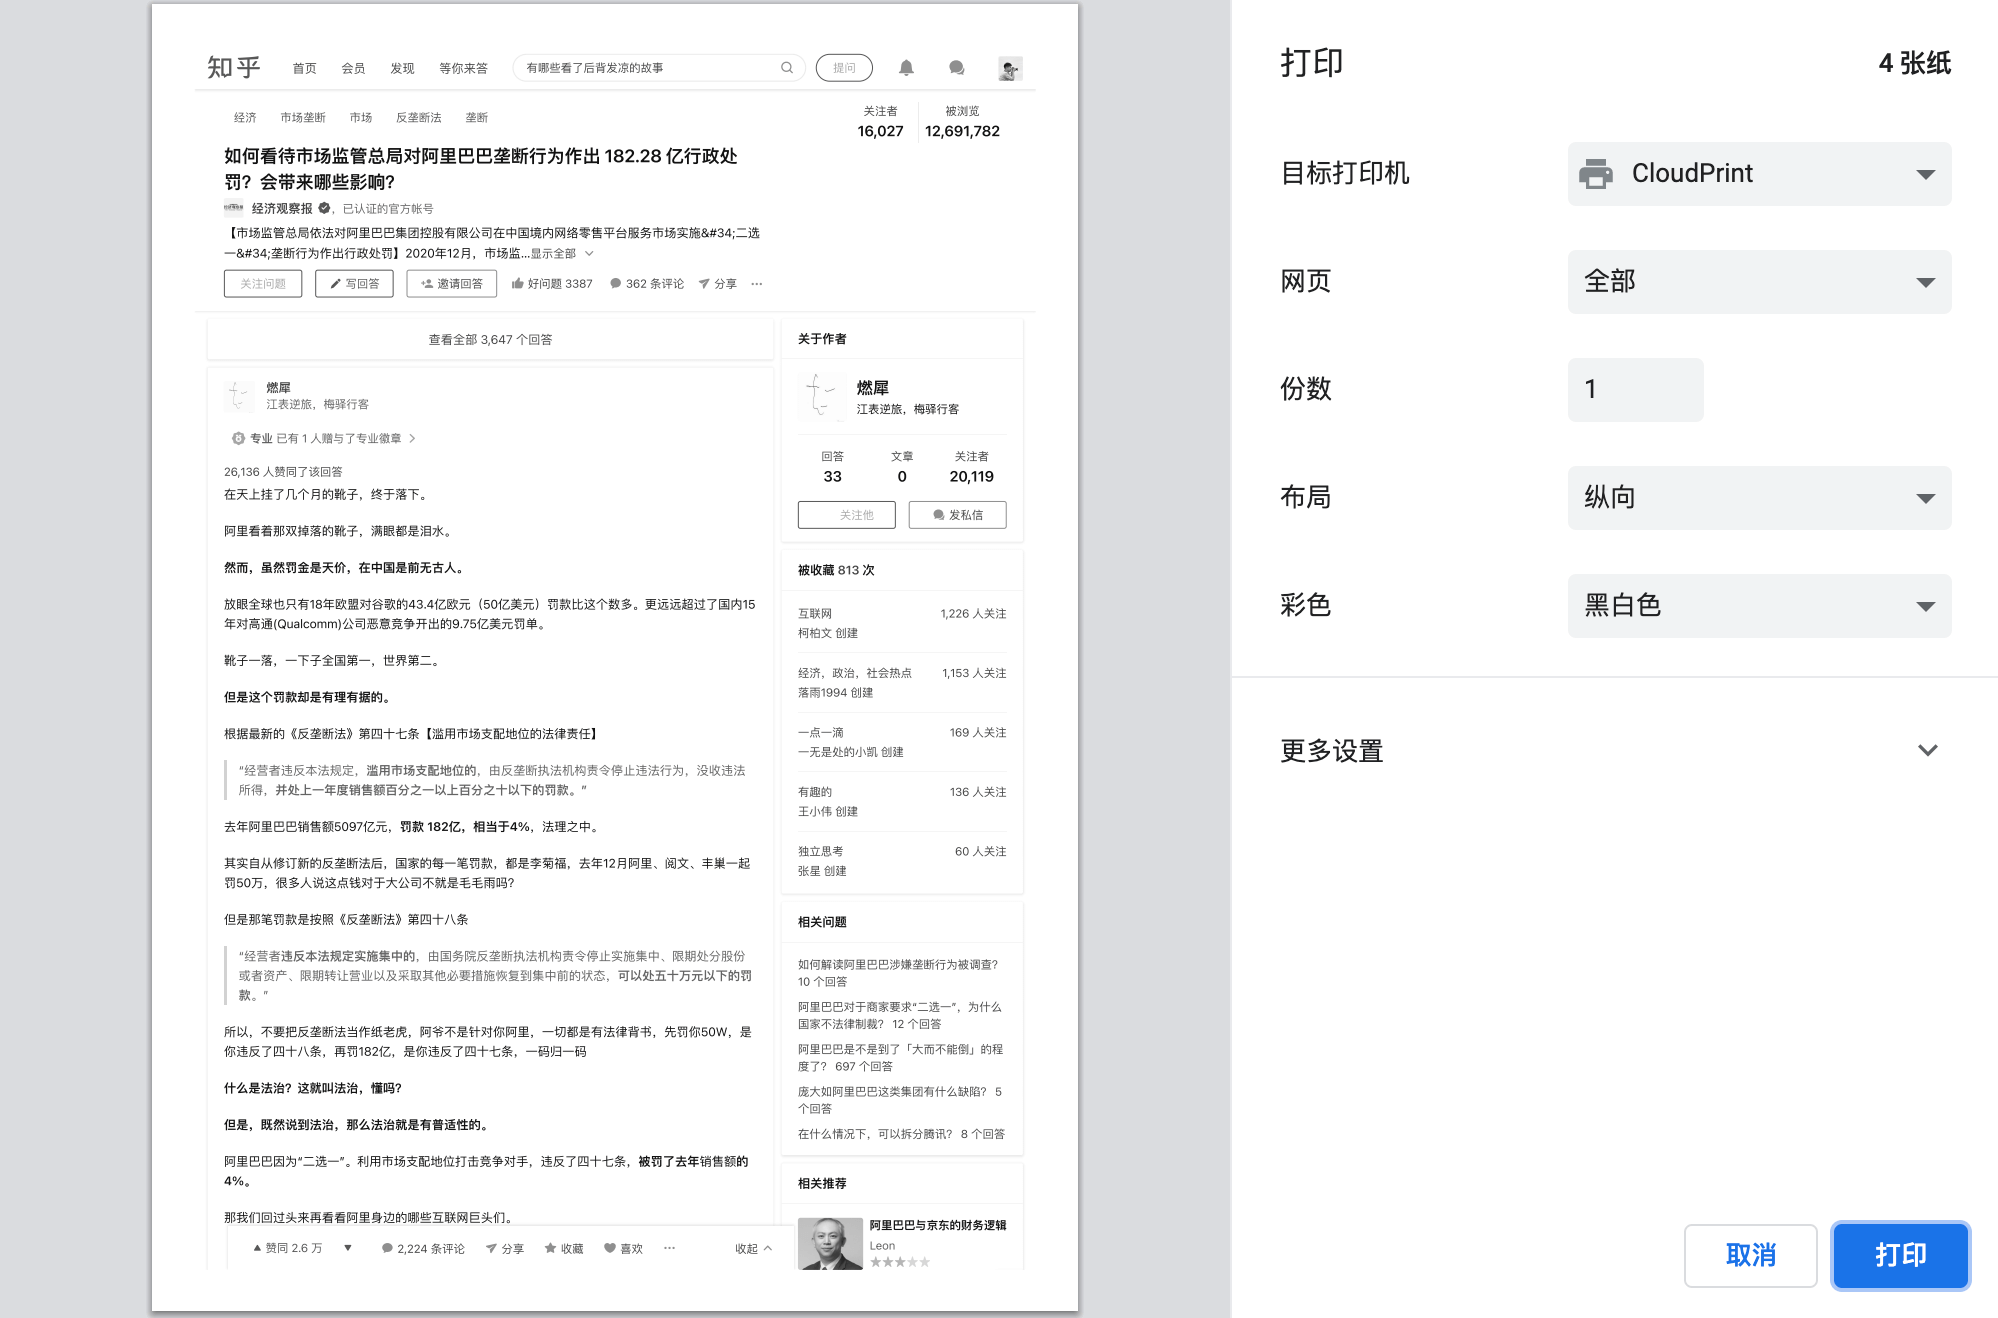 知乎
首页 会员 发现 等你来答
有哪些看了后背发凉的故事
提问
经济 市场垄断 市场 反垄断法 垄断
关注者 被浏览
16,027 12,691,782
如何看待市场监管总局对阿里巴巴垄断行为作出 182.28 亿行政处
罚？会带来哪些影响?
经济观察报 ，已认证的官方帐号
【市场监管总局依法对阿里巴巴集团控股有限公司在中国境内网络零售平台服务市场实施&#34;二选
一&#34;垄断行为作出行政处罚】2020年12月，市场监...显示全部
关注问题 写回答 邀请回答 好问题 3387 362 条评论 分享 ···
查看全部 3,647 个回答
燃犀
江表逆旅，梅驿行客
专业 已有 1 人赠与了专业徽章
26,136 人赞同了该回答
在天上挂了几个月的靴子，终于落下。
阿里看着那双掉落的靴子，满眼都是泪水。
然而，虽然罚金是天价，在中国是前无古人。
放眼全球也只有18年欧盟对谷歌的43.4亿欧元（50亿美元）罚款比这个数多。更远远超过了国内15
年对高通(Qualcomm)公司恶意竞争开出的9.75亿美元罚单。
靴子一落，一下子全国第一，世界第二。
但是这个罚款却是有理有据的。
根据最新的《反垄断法》第四十七条【滥用市场支配地位的法律责任】
“经营者违反本法规定，滥用市场支配地位的，由反垄断执法机构责令停止违法行为，没收违法
所得，并处上一年度销售额百分之一以上百分之十以下的罚款。”
去年阿里巴巴销售额5097亿元，罚款 182亿，相当于4%，法理之中。
其实自从修订新的反垄断法后，国家的每一笔罚款，都是李菊福，去年12月阿里、阅文、丰巢一起
罚50万，很多人说这点钱对于大公司不就是毛毛雨吗?
但是那笔罚款是按照《反垄断法》第四十八条
“经营者违反本法规定实施集中的，由国务院反垄断执法机构责令停止实施集中、限期处分股份
或者资产、限期转让营业以及采取其他必要措施恢复到集中前的状态，可以处五十万元以下的罚
款。”
所以，不要把反垄断法当作纸老虎，阿爷不是针对你阿里，一切都是有法律背书，先罚你50W，是
你违反了四十八条，再罚182亿，是你违反了四十七条，一码归一码
什么是法治？这就叫法治，懂吗?
但是，既然说到法治，那么法治就是有普适性的。
阿里巴巴因为“二选一”。利用市场支配地位打击竞争对手，违反了四十七条，被罚了去年销售额的
4%。
那我们回过头来再看看阿里身边的哪些互联网巨头们。
赞同 2.6 万 2,224 条评论 分享 收藏 喜欢 ··· 收起
关于作者
燃犀
江表逆旅，梅驿行客
回答 文章 关注者
33 0 20,119
关注他 发私信
被收藏 813 次
互联网 1,226 人关注
柯柏文 创建
经济，政治，社会热点 1,153 人关注
落雨1994 创建
一点一滴 169 人关注
一无是处的小凯 创建
有趣的 136 人关注
王小伟 创建
独立思考 60 人关注
张星 创建
相关问题
如何解读阿里巴巴涉嫌垄断行为被调查?
10 个回答
阿里巴巴对于商家要求“二选一”，为什么
国家不法律制裁? 12 个回答
阿里巴巴是不是到了「大而不能倒」的程
度了? 697 个回答
庞大如阿里巴巴这类集团有什么缺陷? 5
个回答
在什么情况下，可以拆分腾讯? 8 个回答
相关推荐
阿里巴巴与京东的财务逻辑
Leon
打印 4 张纸
目标打印机 CloudPrint
网页 全部
份数 1
布局 纵向
彩色 黑白色
更多设置
取消 打印